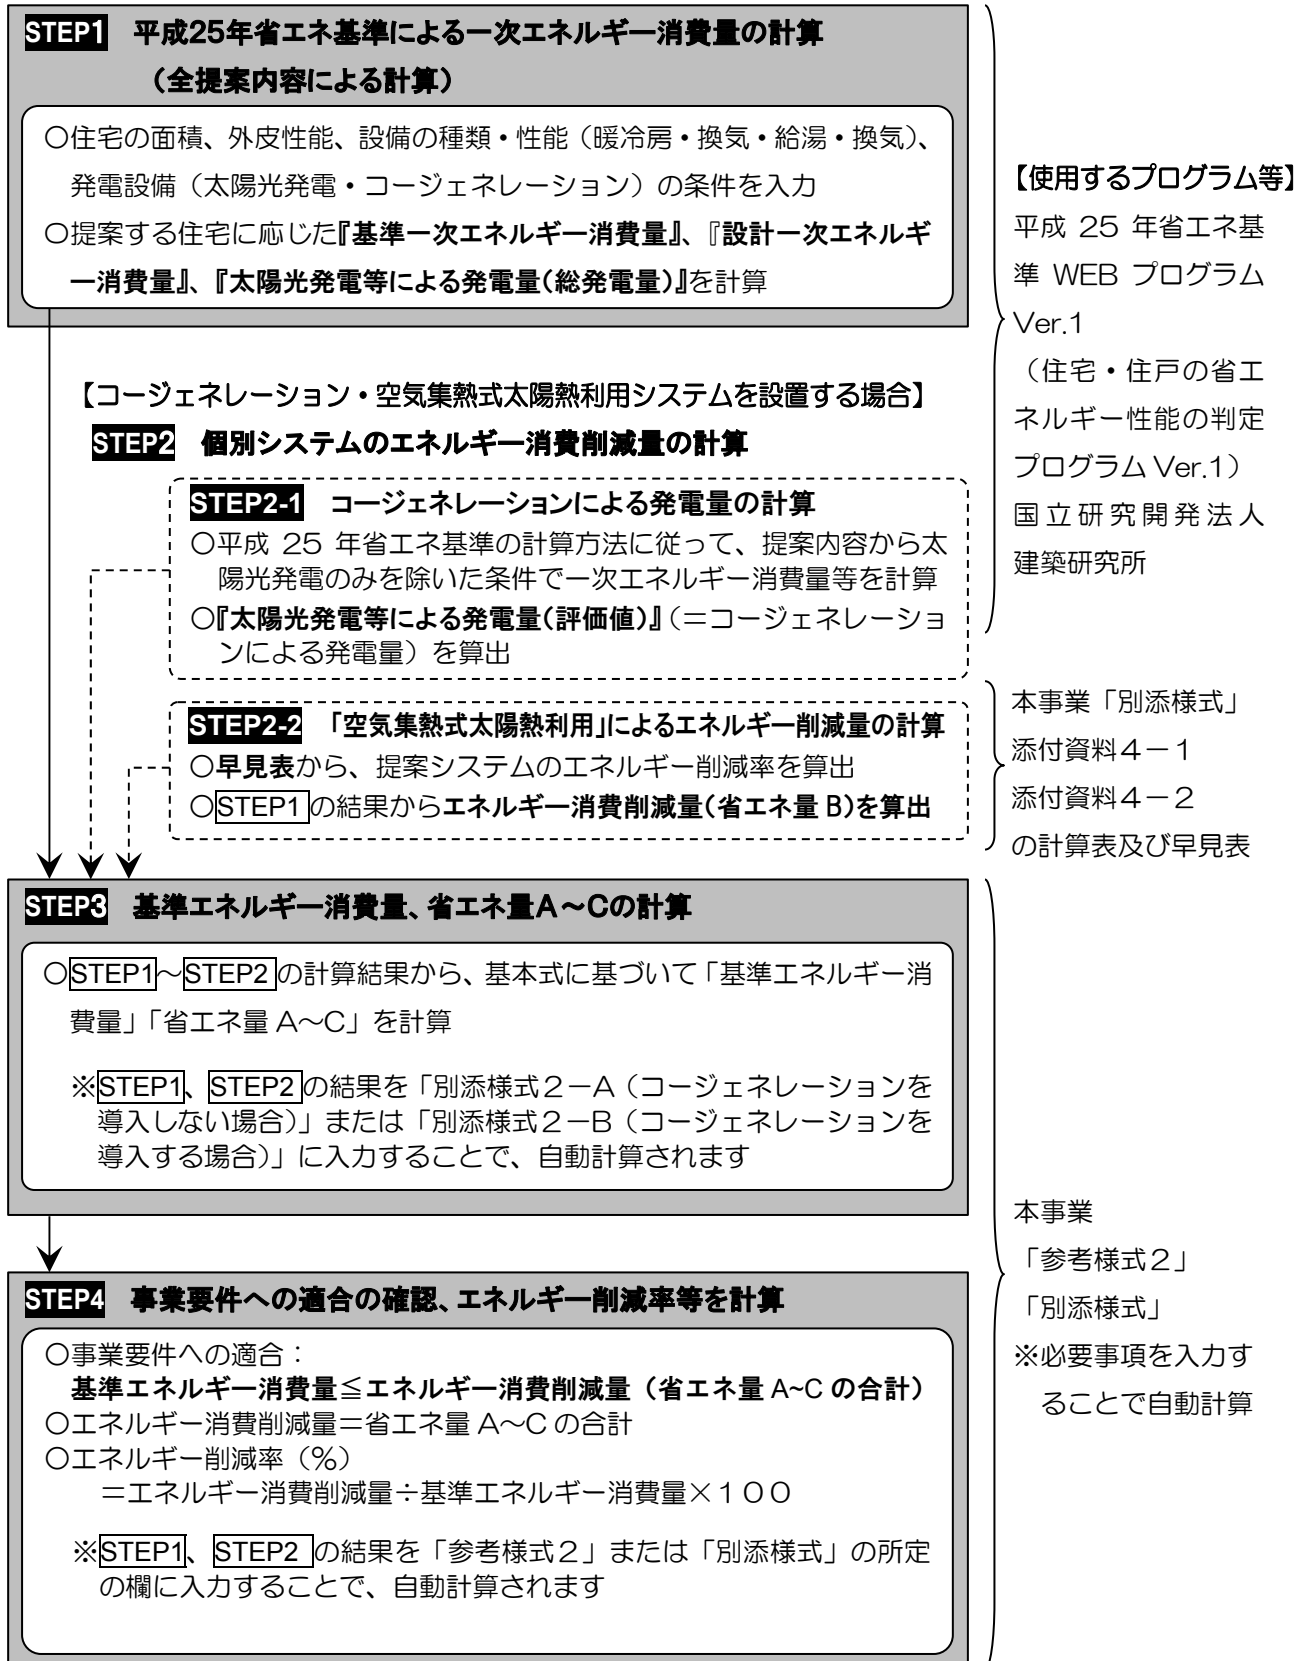 STEP1 平成25年省エネ基準による一次エネルギー消費量の計算
（全提案内容による計算）
○住宅の面積、外皮性能、設備の種類・性能（暖冷房・換気・給湯・換気）、
発電設備（太陽光発電・コージェネレーション）の条件を入力
○提案する住宅に応じた『基準一次エネルギー消費量』、『設計一次エネルギ
ー消費量』、『太陽光発電等による発電量（総発電量）』を計算
【使用するプログラム等】
平成 25 年省エネ基
準 WEB プログラム
Ver.1
（住宅・住戸の省エ
ネルギー性能の判定
プログラム Ver.1）
国立研究開発法人
建築研究所
【コージェネレーション・空気集熱式太陽熱利用システムを設置する場合】
STEP2 個別システムのエネルギー消費削減量の計算
STEP2-1 コージェネレーションによる発電量の計算
○平成 25 年省エネ基準の計算方法に従って、提案内容から太
陽光発電のみを除いた条件で一次エネルギー消費量等を計算
○『太陽光発電等による発電量（評価値）』（＝コージェネレーショ
ンによる発電量）を算出
STEP2-2 「空気集熱式太陽熱利用」によるエネルギー削減量の計算
○早見表から、提案システムのエネルギー削減率を算出
○STEP1 の結果からエネルギー消費削減量（省エネ量 B）を算出
本事業「別添様式」
添付資料４－１
添付資料４－２
の計算表及び早見表
STEP3 基準エネルギー消費量、省エネ量A～Cの計算
○STEP1～STEP2 の計算結果から、基本式に基づいて「基準エネルギー消
費量」「省エネ量 A～C」を計算
※STEP1、STEP2 の結果を「別添様式２－A（コージェネレーションを
導入しない場合）」または「別添様式２－B（コージェネレーションを
導入する場合）」に入力することで、自動計算されます
STEP4 事業要件への適合の確認、エネルギー削減率等を計算
○事業要件への適合：
基準エネルギー消費量≦エネルギー消費削減量（省エネ量 A~C の合計）
○エネルギー消費削減量＝省エネ量 A～C の合計
○エネルギー削減率（％）
＝エネルギー消費削減量÷基準エネルギー消費量×１００
※STEP1、STEP2 の結果を「参考様式２」または「別添様式」の所定
の欄に入力することで、自動計算されます
本事業
「参考様式２」
「別添様式」
※必要事項を入力す
ることで自動計算